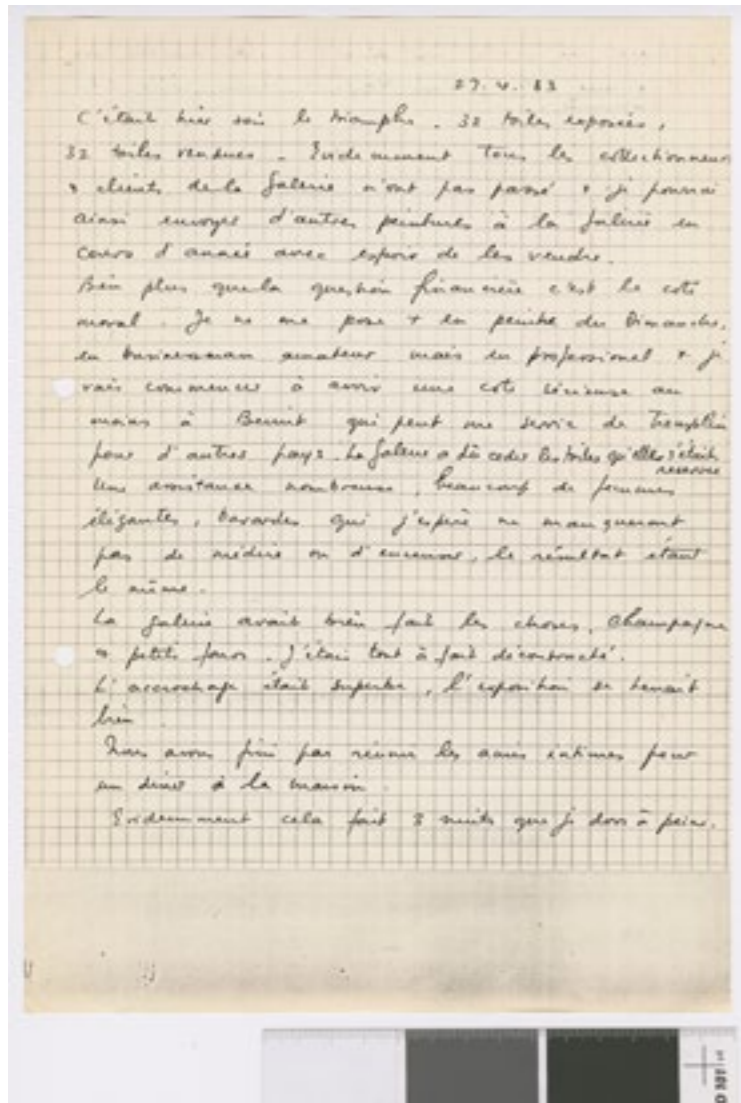 27.4.83
C'était hier soir le triomphe. 32 toiles exposées,
32 toiles vendues. Evidemment tous les collectionneurs
& clients de la Galerie n'ont pas passé & je pourrai
ainsi envoyer d'autres peintures à la Galerie en
cours d'année avec espoir de les vendre.
Bien plus que la question financière c'est le coté
moral. Je ne me pose + en peintre du Dimanche,
en businessman amateur mais en professionel & je
vais commencer à avoir une cote sérieuse au
moins à Beirut qui peut me servir de tremplin
pour d'autres pays. La Galerie a dû céder les toiles qu'elle s'était
reservée
Une assistance nombreuse, beaucoup de femmes
élégantes, bavardes qui j'espère ne manqueront
pas de médire ou d'encenser, le résultat étant
le même.
La galerie avait bien fait les choses, champagne
& petits fours. J'étais tout à fait décontracté.
L'accrochage était superbe, l'exposition se tenait
bien.
Nous avons fini par réunir les amis intimes pour
un diner à la maison.
Evidemment cela fait 3 nuits que je dors à peine.